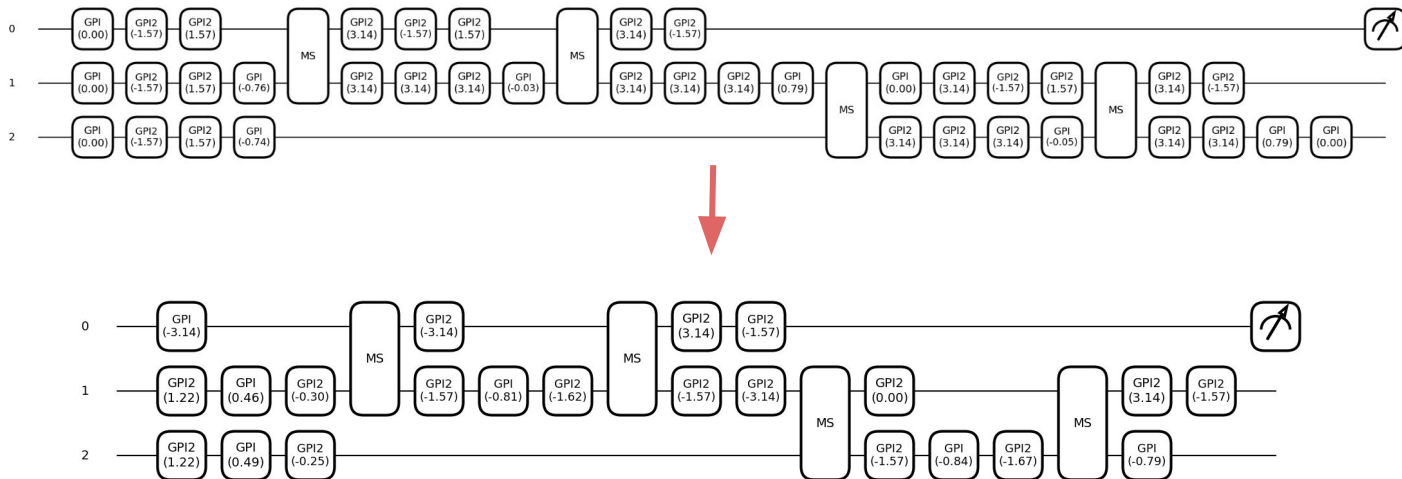 0 GPI (0.00) GPI2 (-1.57) GPI2 (1.57) MS GPI2 (3.14) GPI2 (-1.57) GPI2 (1.57) MS GPI2 (3.14) GPI2 (-1.57)
1 GPI (0.00) GPI2 (-1.57) GPI2 (1.57) GPI (-0.76) GPI2 (3.14) GPI2 (3.14) GPI2 (3.14) GPI (-0.03) GPI2 (3.14) GPI2 (3.14) GPI2 (3.14) GPI (0.79) MS GPI (0.00) GPI2 (3.14) GPI2 (-1.57) GPI2 (1.57) MS GPI2 (3.14) GPI2 (-1.57)
2 GPI (0.00) GPI2 (-1.57) GPI2 (1.57) GPI (-0.74) GPI2 (3.14) GPI2 (3.14) GPI2 (3.14) GPI (-0.05) GPI2 (3.14) GPI2 (3.14) GPI (0.79) GPI (0.00)
0 GPI (-3.14) MS GPI2 (-3.14) MS GPI2 (3.14) GPI2 (-1.57)
1 GPI2 (1.22) GPI (0.46) GPI2 (-0.30) GPI2 (-1.57) GPI (-0.81) GPI2 (-1.62) GPI2 (-1.57) GPI2 (-3.14) MS GPI2 (0.00) MS GPI2 (3.14) GPI2 (-1.57)
2 GPI2 (1.22) GPI (0.49) GPI2 (-0.25) GPI2 (-1.57) GPI (-0.84) GPI2 (-1.67) GPI (-0.79)